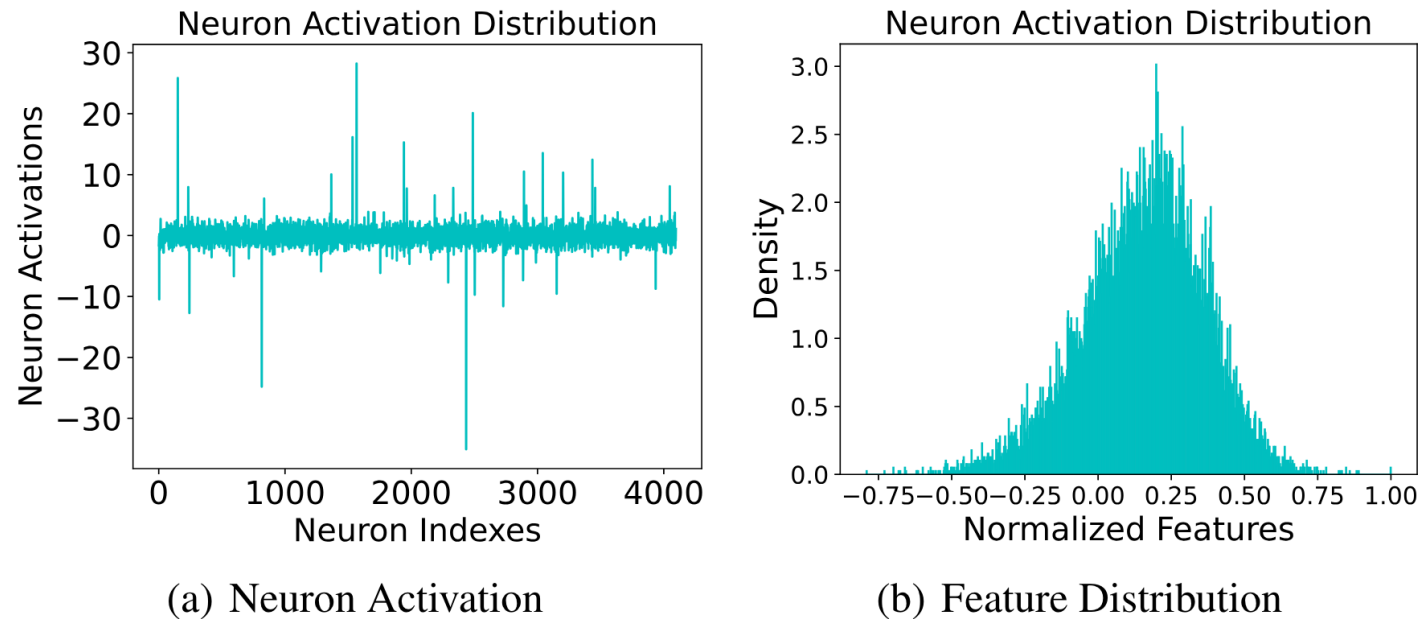 Neuron Activation Distribution
30
20
10
0
−10
−20
−30
Neuron Activations
0 1000 2000 3000 4000
Neuron Indexes
(a) Neuron Activation
Neuron Activation Distribution
3.0
2.5
2.0
1.5
1.0
0.5
0.0
Density
−0.75 −0.50 −0.25 0.00 0.25 0.50 0.75 1.00
Normalized Features
(b) Feature Distribution